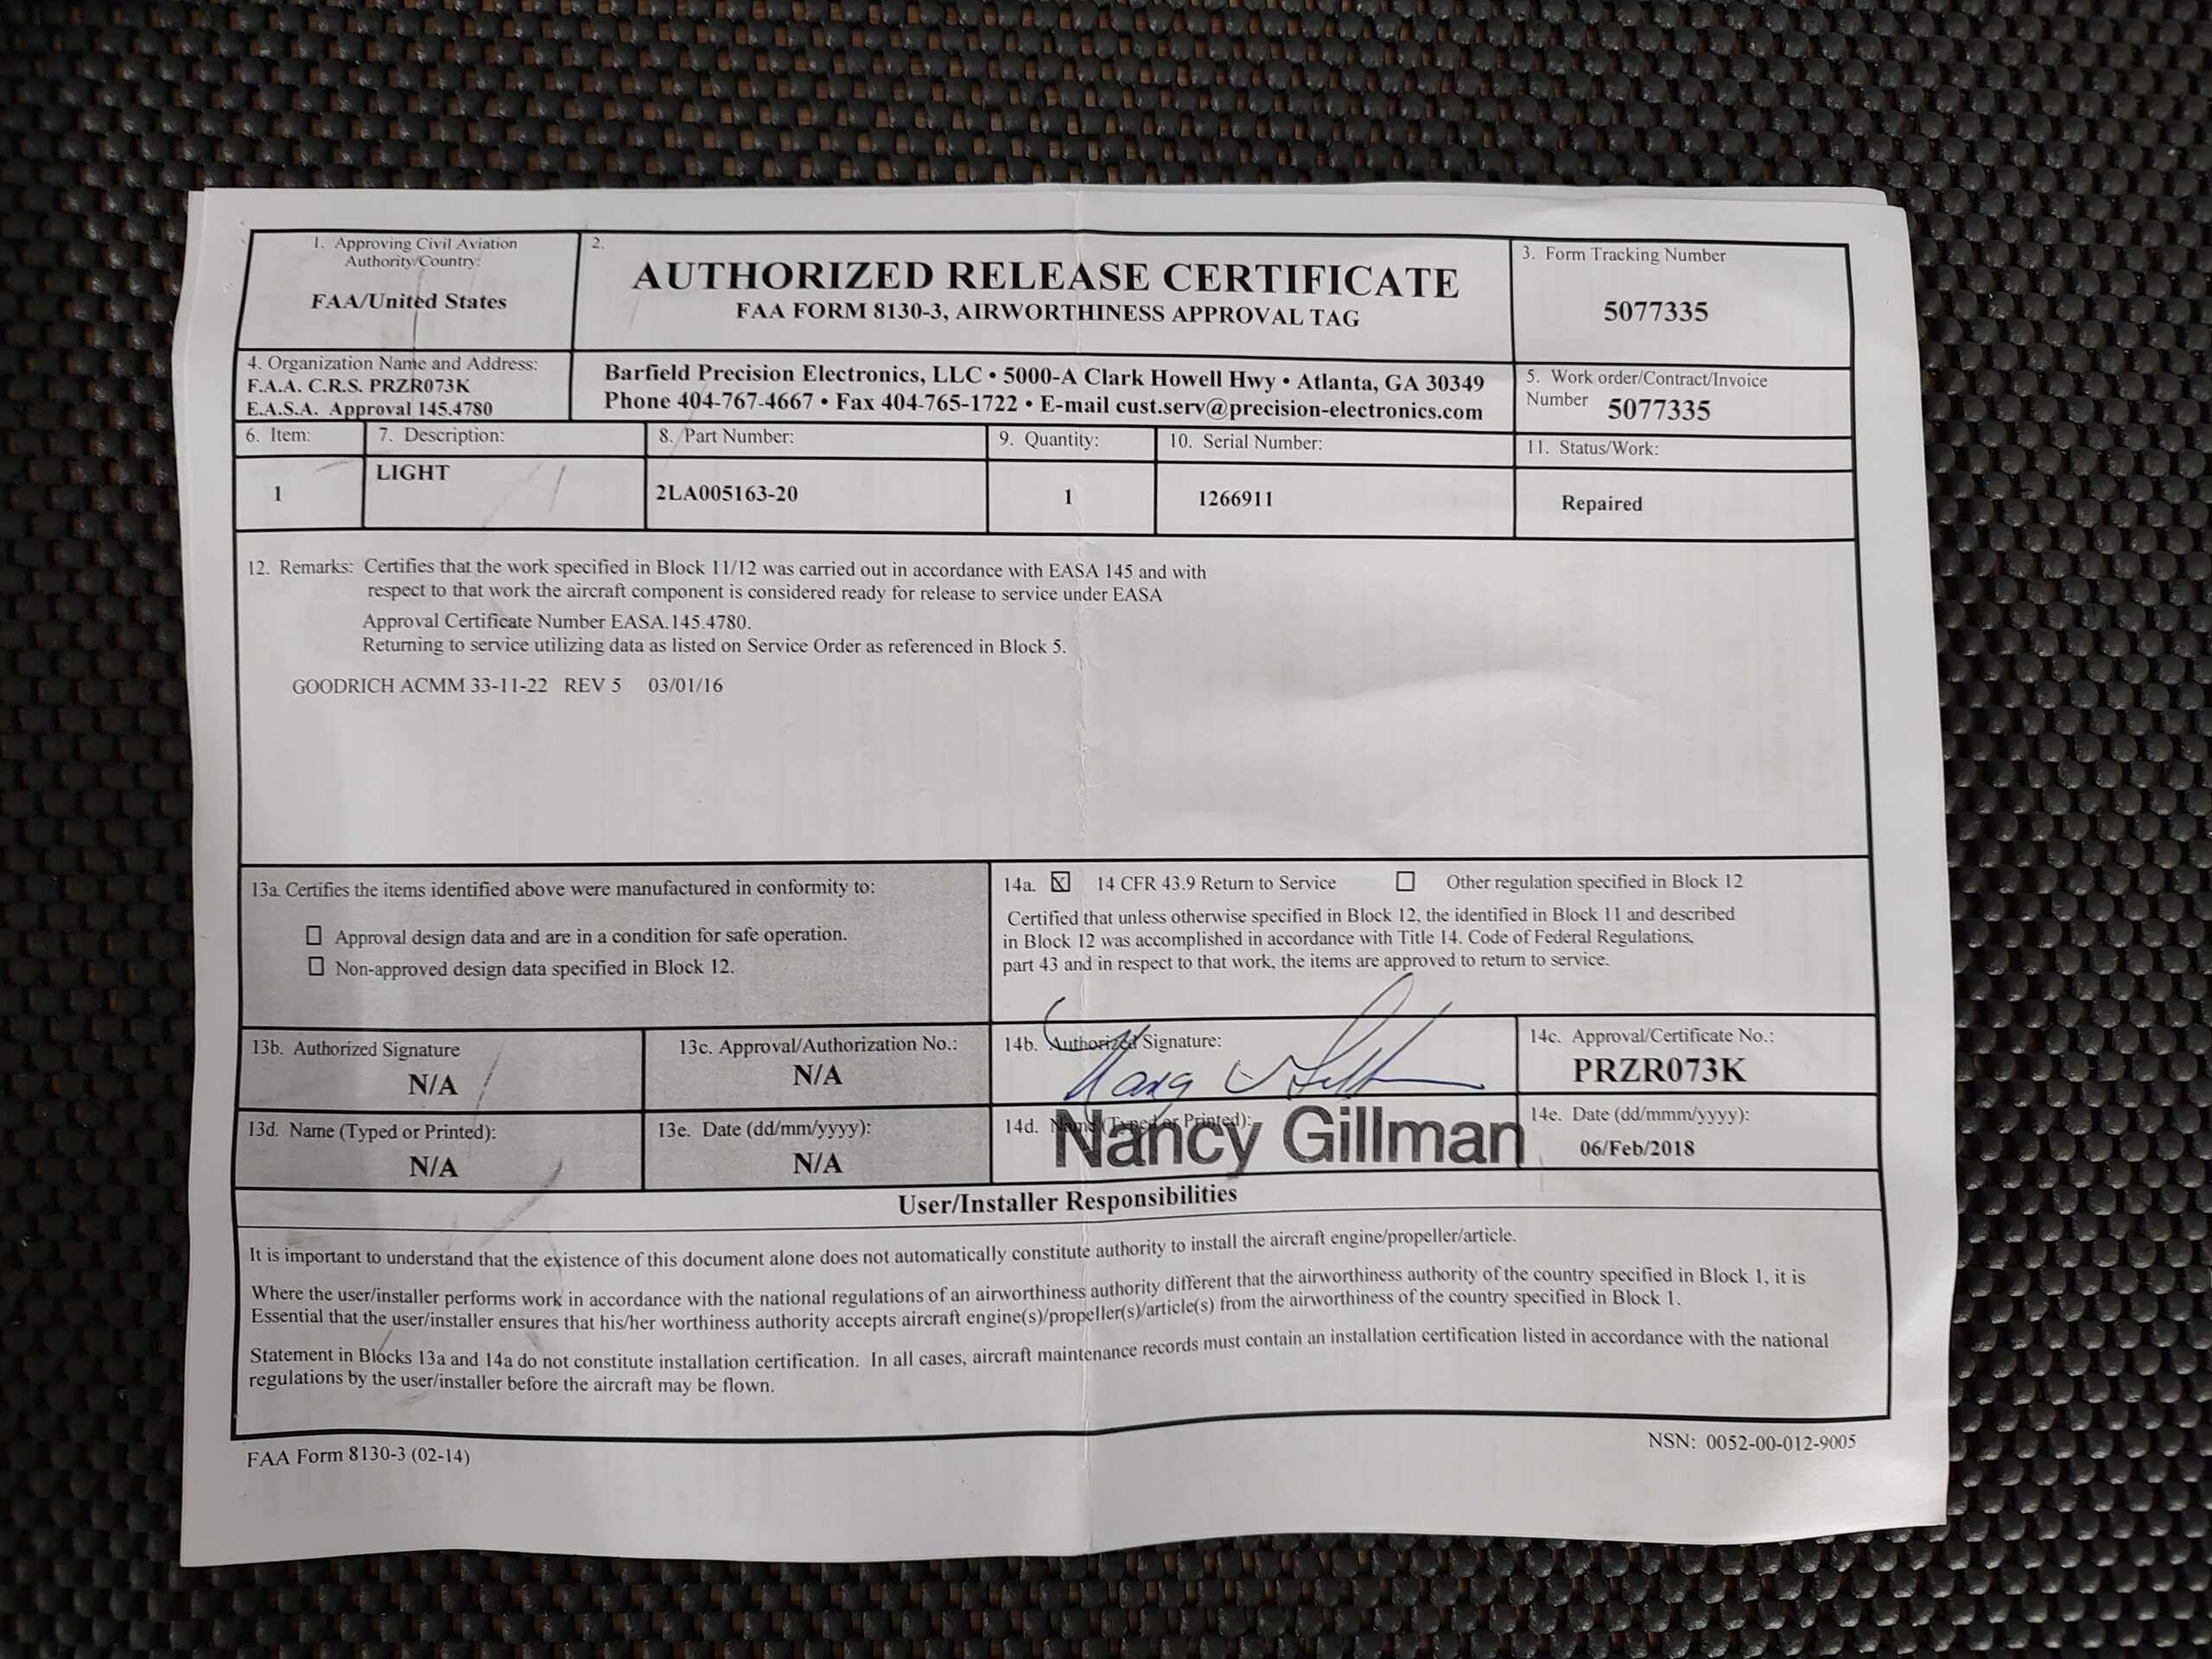 1. Approving Civil Aviation
Authority/Country:
FAA/United States
2.
AUTHORIZED RELEASE CERTIFICATE
FAA FORM 8130-3, AIRWORTHINESS APPROVAL TAG
3. Form Tracking Number
5077335
4. Organization Name and Address:
F.A.A. C.R.S. PRZR073K
E.A.S.A. Approval 145.4780
Barfield Precision Electronics, LLC • 5000-A Clark Howell Hwy • Atlanta, GA 30349
Phone 404-767-4667 • Fax 404-765-1722 • E-mail cust.serv@precision-electronics.com
5. Work order/Contract/Invoice
Number 5077335
6. Item:
7. Description:
8. Part Number:
9. Quantity:
10. Serial Number:
11. Status/Work:
1
LIGHT
2LA005163-20
1
1266911
Repaired
12. Remarks: Certifies that the work specified in Block 11/12 was carried out in accordance with EASA 145 and with
respect to that work the aircraft component is considered ready for release to service under EASA
Approval Certificate Number EASA.145.4780.
Returning to service utilizing data as listed on Service Order as referenced in Block 5.
GOODRICH ACMM 33-11-22 REV 5 03/01/16
13a. Certifies the items identified above were manufactured in conformity to:
Approval design data and are in a condition for safe operation.
Non-approved design data specified in Block 12.
14a. X 14 CFR 43.9 Return to Service Other regulation specified in Block 12
Certified that unless otherwise specified in Block 12, the identified in Block 11 and described
in Block 12 was accomplished in accordance with Title 14. Code of Federal Regulations,
part 43 and in respect to that work, the items are approved to return to service.
13b. Authorized Signature
N/A
13c. Approval/Authorization No.:
N/A
14b. Authorized Signature:
14c. Approval/Certificate No.:
PRZR073K
13d. Name (Typed or Printed):
N/A
13e. Date (dd/mm/yyyy):
N/A
14d. Name (Typed or Printed):
Nancy Gillman
14e. Date (dd/mmm/yyyy):
06/Feb/2018
User/Installer Responsibilities
It is important to understand that the existence of this document alone does not automatically constitute authority to install the aircraft engine/propeller/article.
Where the user/installer performs work in accordance with the national regulations of an airworthiness authority different that the airworthiness authority of the country specified in Block 1, it is
Essential that the user/installer ensures that his/her worthiness authority accepts aircraft engine(s)/propeller(s)/article(s) from the airworthiness of the country specified in Block 1.
Statement in Blocks 13a and 14a do not constitute installation certification. In all cases, aircraft maintenance records must contain an installation certification listed in accordance with the national
regulations by the user/installer before the aircraft may be flown.
FAA Form 8130-3 (02-14)
NSN: 0052-00-012-9005